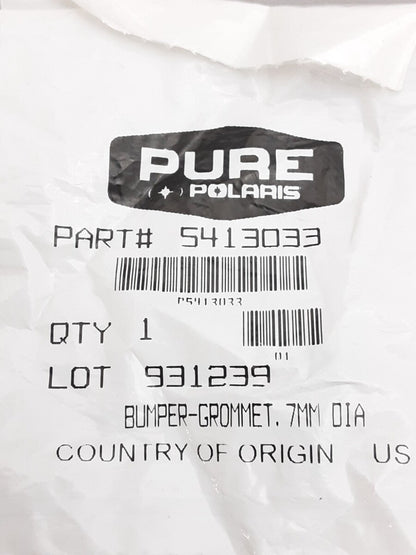 PURE
POLARIS
PART# 5413033
P5413033
QTY 1
01
LOT 931239
BUMPER-GROMMET, 7MM DIA
COUNTRY OF ORIGIN US